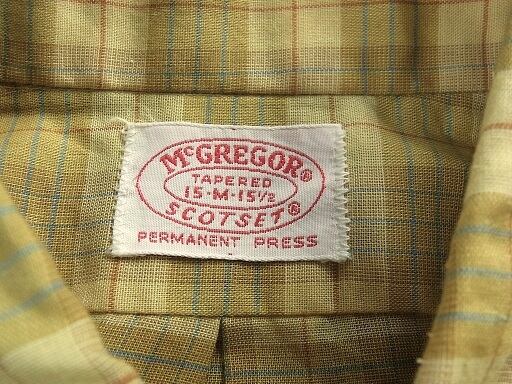 McGREGOR®
TAPERED
15-M-15½
SCOTSET®
PERMANENT PRESS